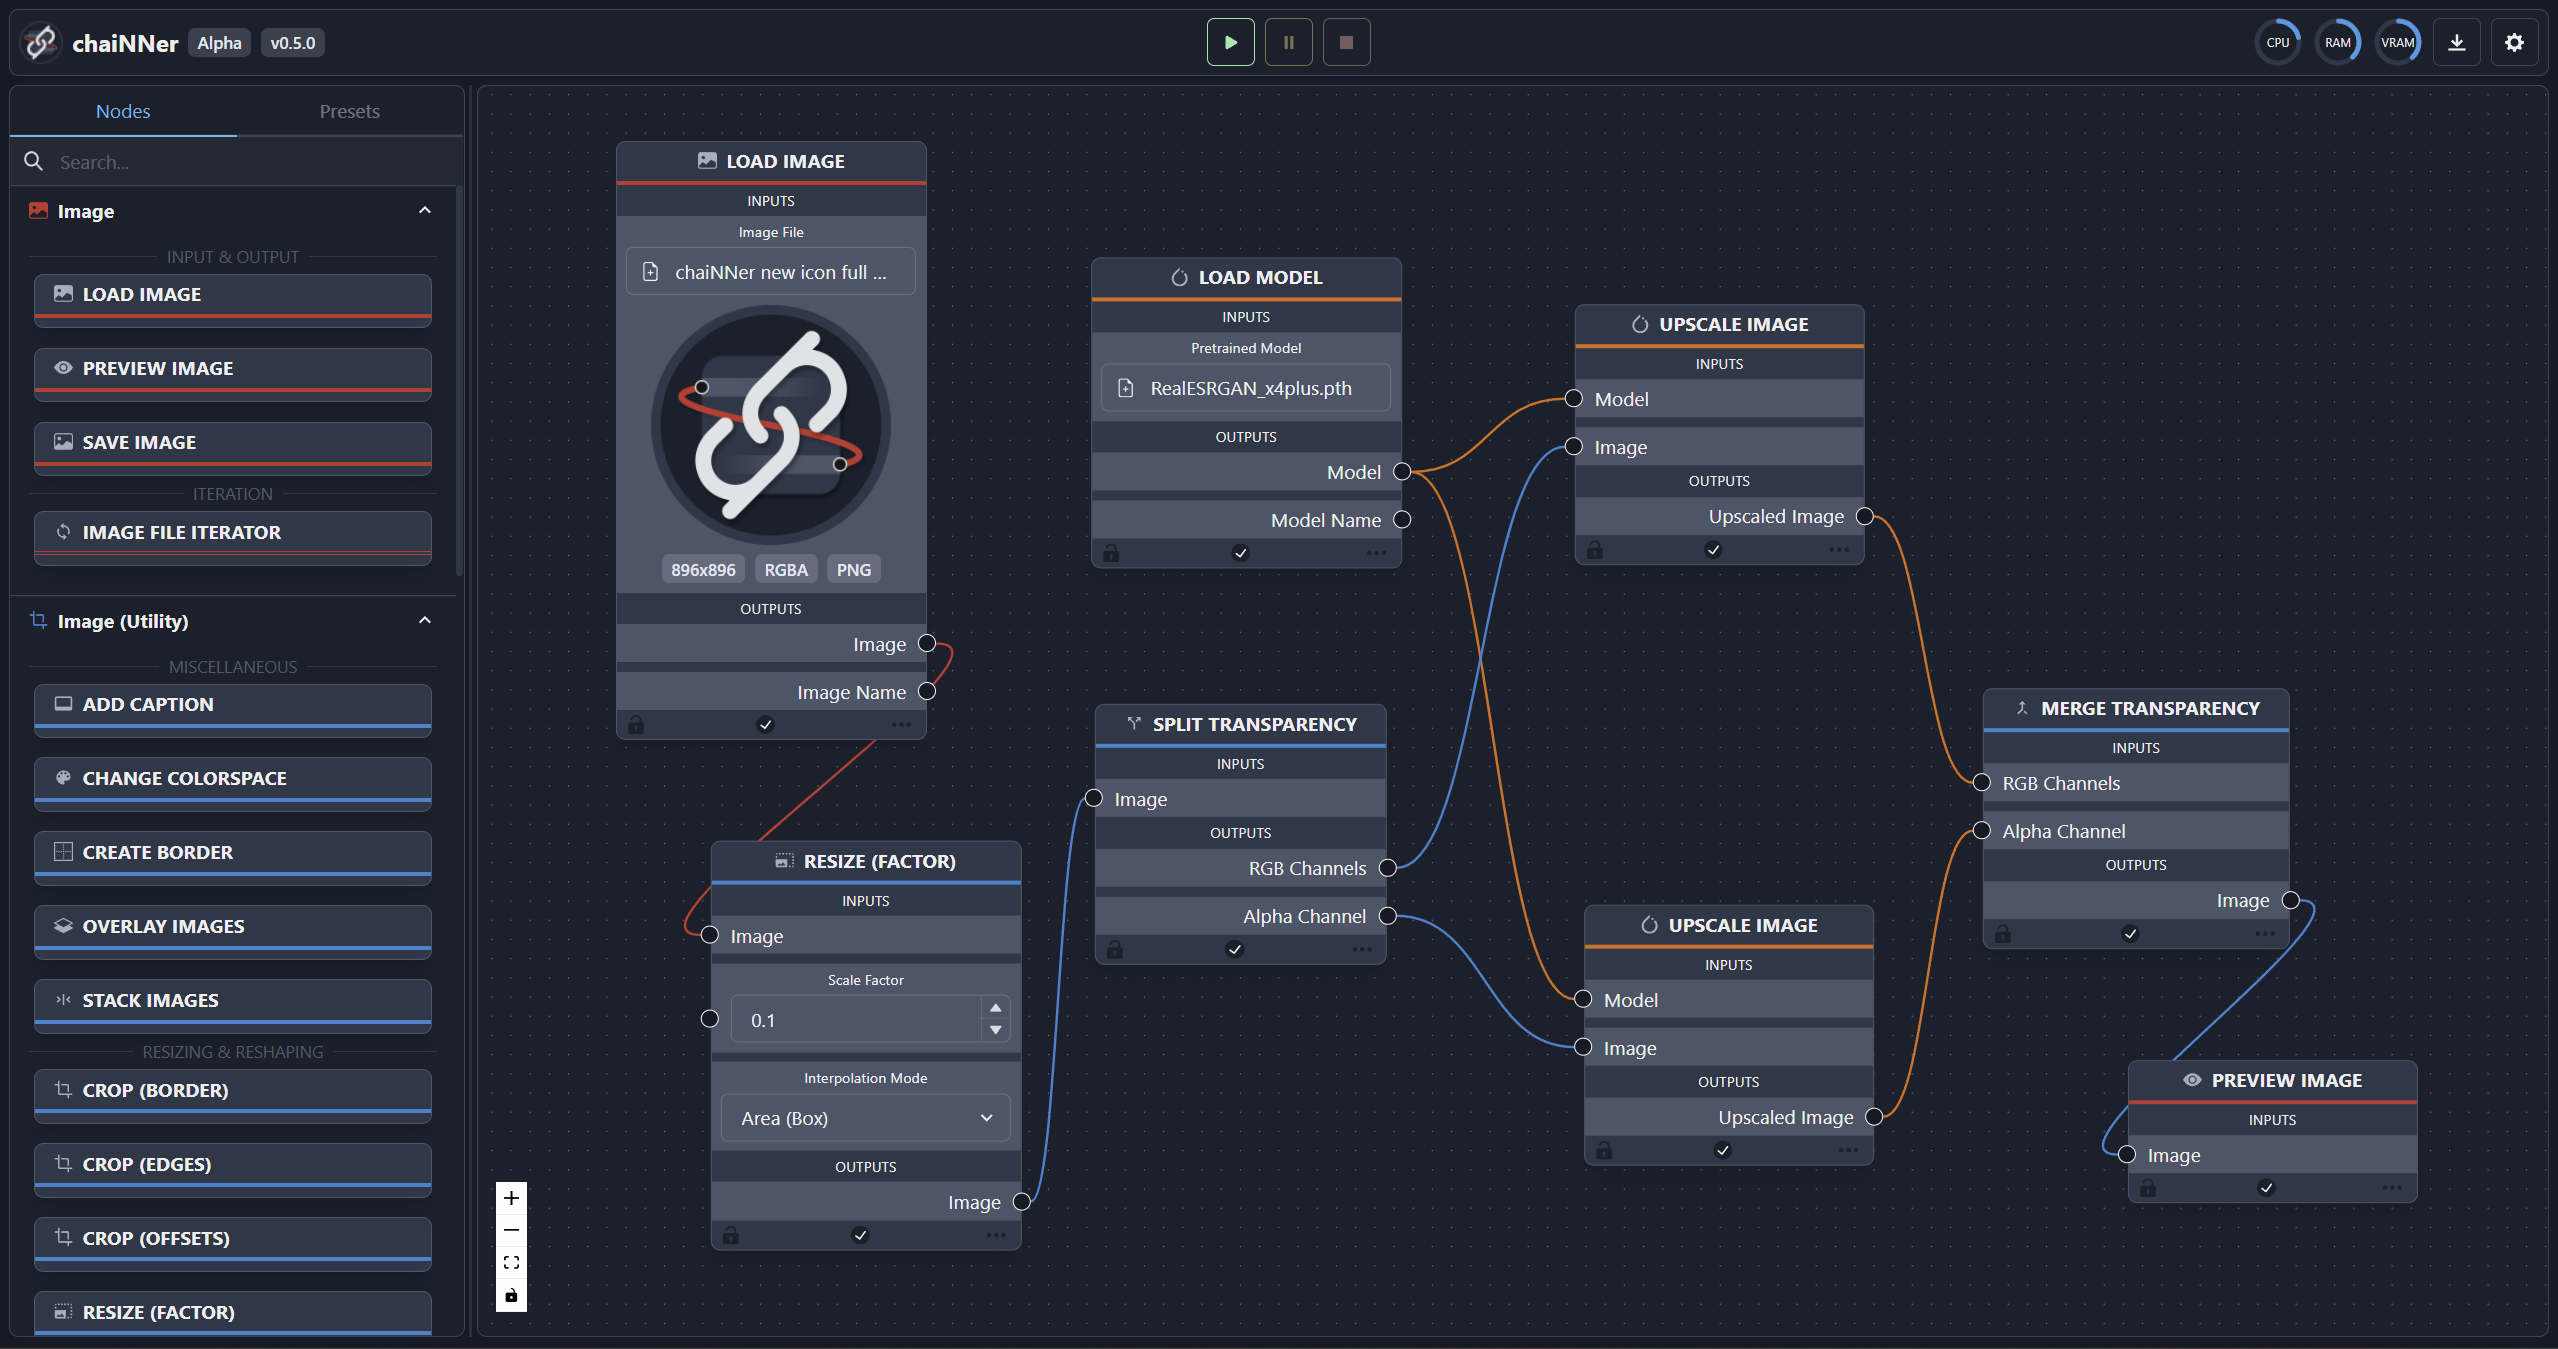 chaiNNer Alpha v0.5.0
CPU RAM VRAM
Nodes Presets
Search...
Image
INPUT & OUTPUT
LOAD IMAGE
PREVIEW IMAGE
SAVE IMAGE
ITERATION
IMAGE FILE ITERATOR
Image (Utility)
MISCELLANEOUS
ADD CAPTION
CHANGE COLORSPACE
CREATE BORDER
OVERLAY IMAGES
STACK IMAGES
RESIZING & RESHAPING
CROP (BORDER)
CROP (EDGES)
CROP (OFFSETS)
RESIZE (FACTOR)
LOAD IMAGE
INPUTS
Image File
chaiNNer new icon full ...
896x896 RGBA PNG
OUTPUTS
Image
Image Name
RESIZE (FACTOR)
INPUTS
Image
Scale Factor
0.1
Interpolation Mode
Area (Box)
OUTPUTS
Image
LOAD MODEL
INPUTS
Pretrained Model
RealESRGAN_x4plus.pth
OUTPUTS
Model
Model Name
SPLIT TRANSPARENCY
INPUTS
Image
OUTPUTS
RGB Channels
Alpha Channel
UPSCALE IMAGE
INPUTS
Model
Image
OUTPUTS
Upscaled Image
UPSCALE IMAGE
INPUTS
Model
Image
OUTPUTS
Upscaled Image
MERGE TRANSPARENCY
INPUTS
RGB Channels
Alpha Channel
OUTPUTS
Image
PREVIEW IMAGE
INPUTS
Image